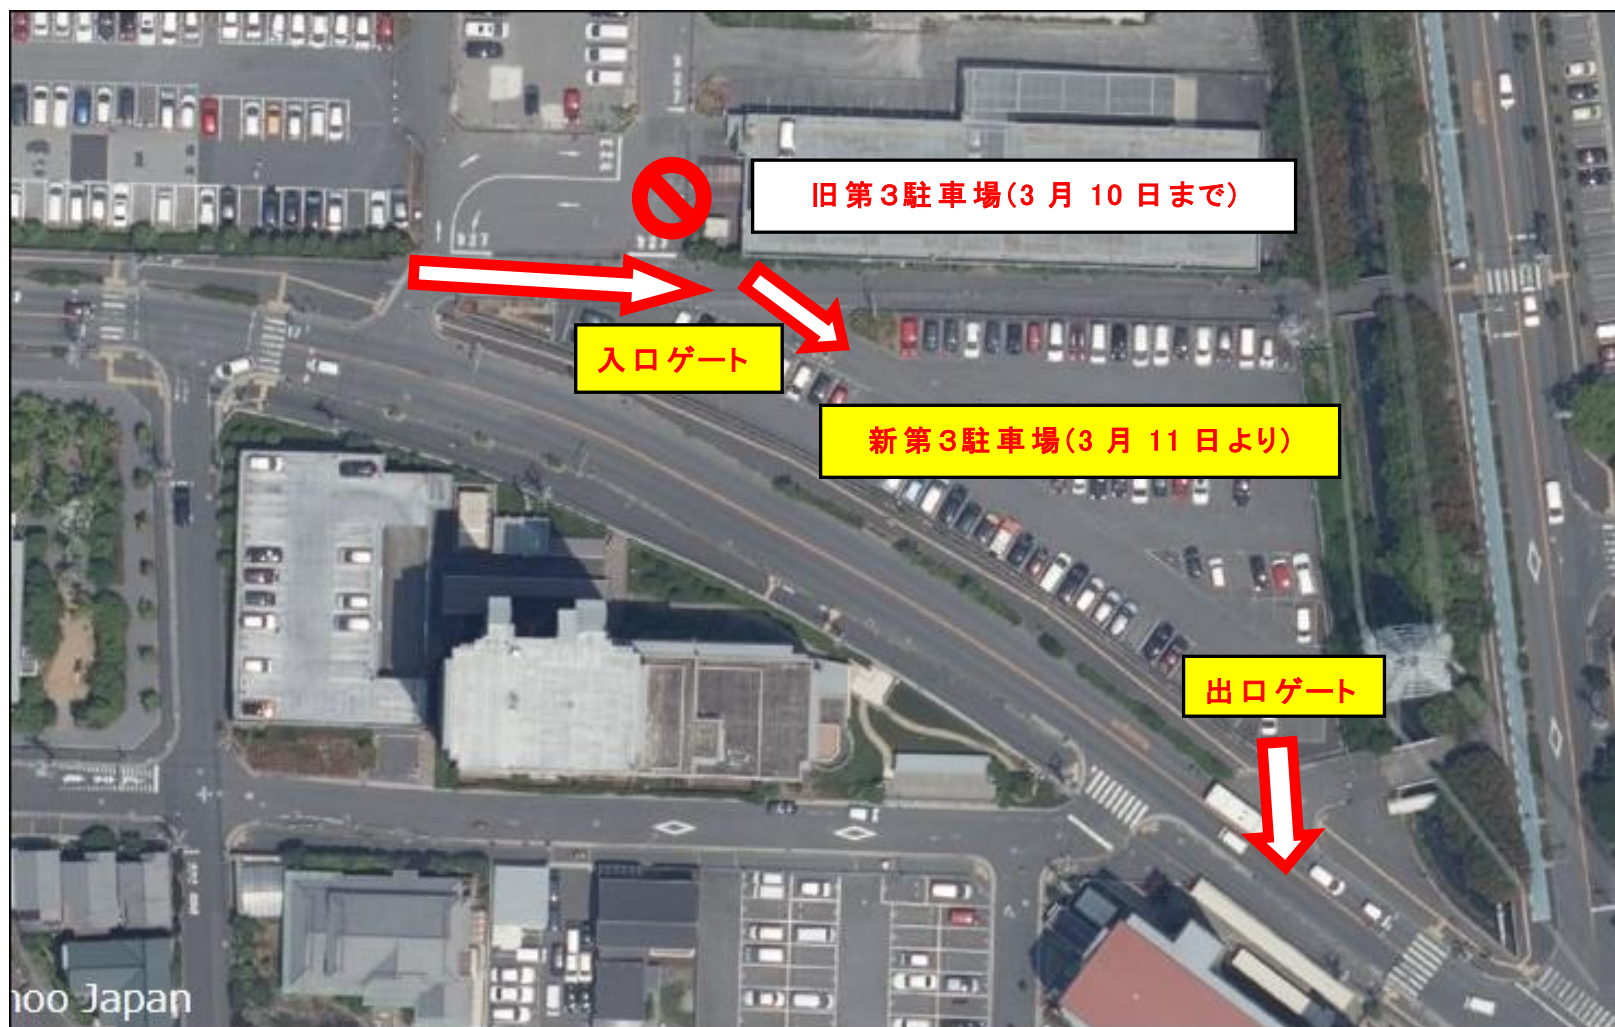 旧第3駐車場(3月10日まで)
入口ゲート
新第3駐車場(3月11日より)
出口ゲート
hoo Japan